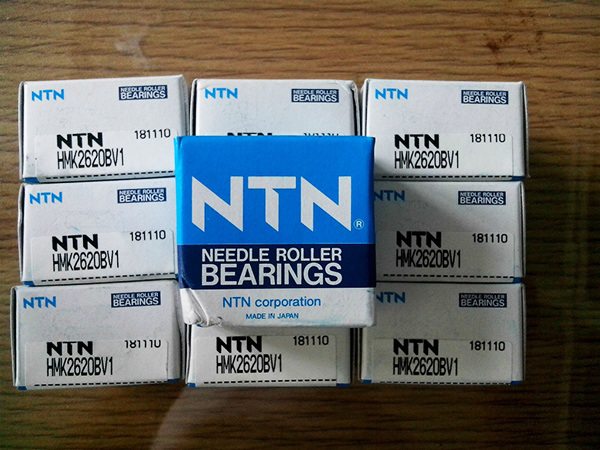 NTN NEEDLE ROLLER
BEARINGS
NTN 181110
HMK2620BV1
NTN NEEDLE ROLLER
BEARINGS
NTN NEEDLE ROLLER
BEARINGS
NTN 181110
HMK2620BV1
NTN NEEDLE ROLLER
BEARINGS
NTN
HMK2620BV1
NTN®
NEEDLE ROLLER
BEARINGS
NTN corporation
MADE IN JAPAN
NTN NEEDLE ROLLER
BEARINGS
NTN 181110
HMK2620BV1
NTN NEEDLE ROLLER
BEARINGS
NTN 181110
HMK2620BV1
NTN 181110
HMK2620BV1
NTN NEEDLE ROLLER
BEARINGS
NTN 181110
HMK2620BV1